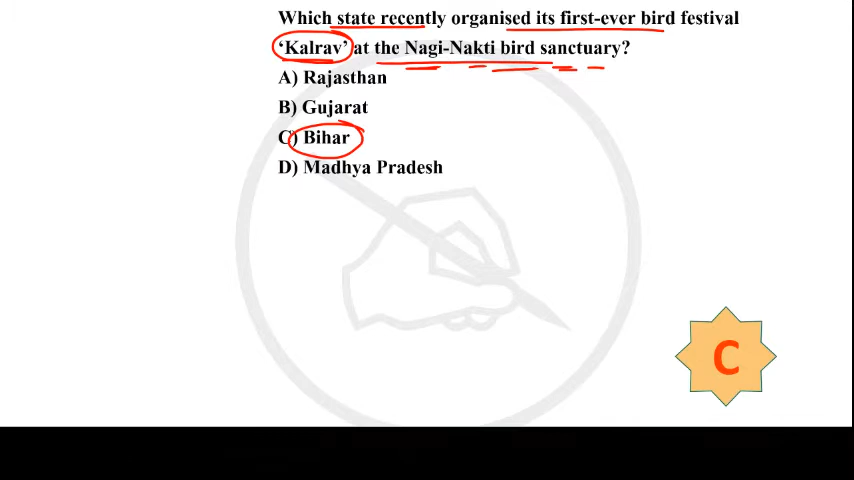 Which state recently organised its first-ever bird festival
‘Kalrav’ at the Nagi-Nakti bird sanctuary?
A) Rajasthan
B) Gujarat
C) Bihar
D) Madhya Pradesh
C